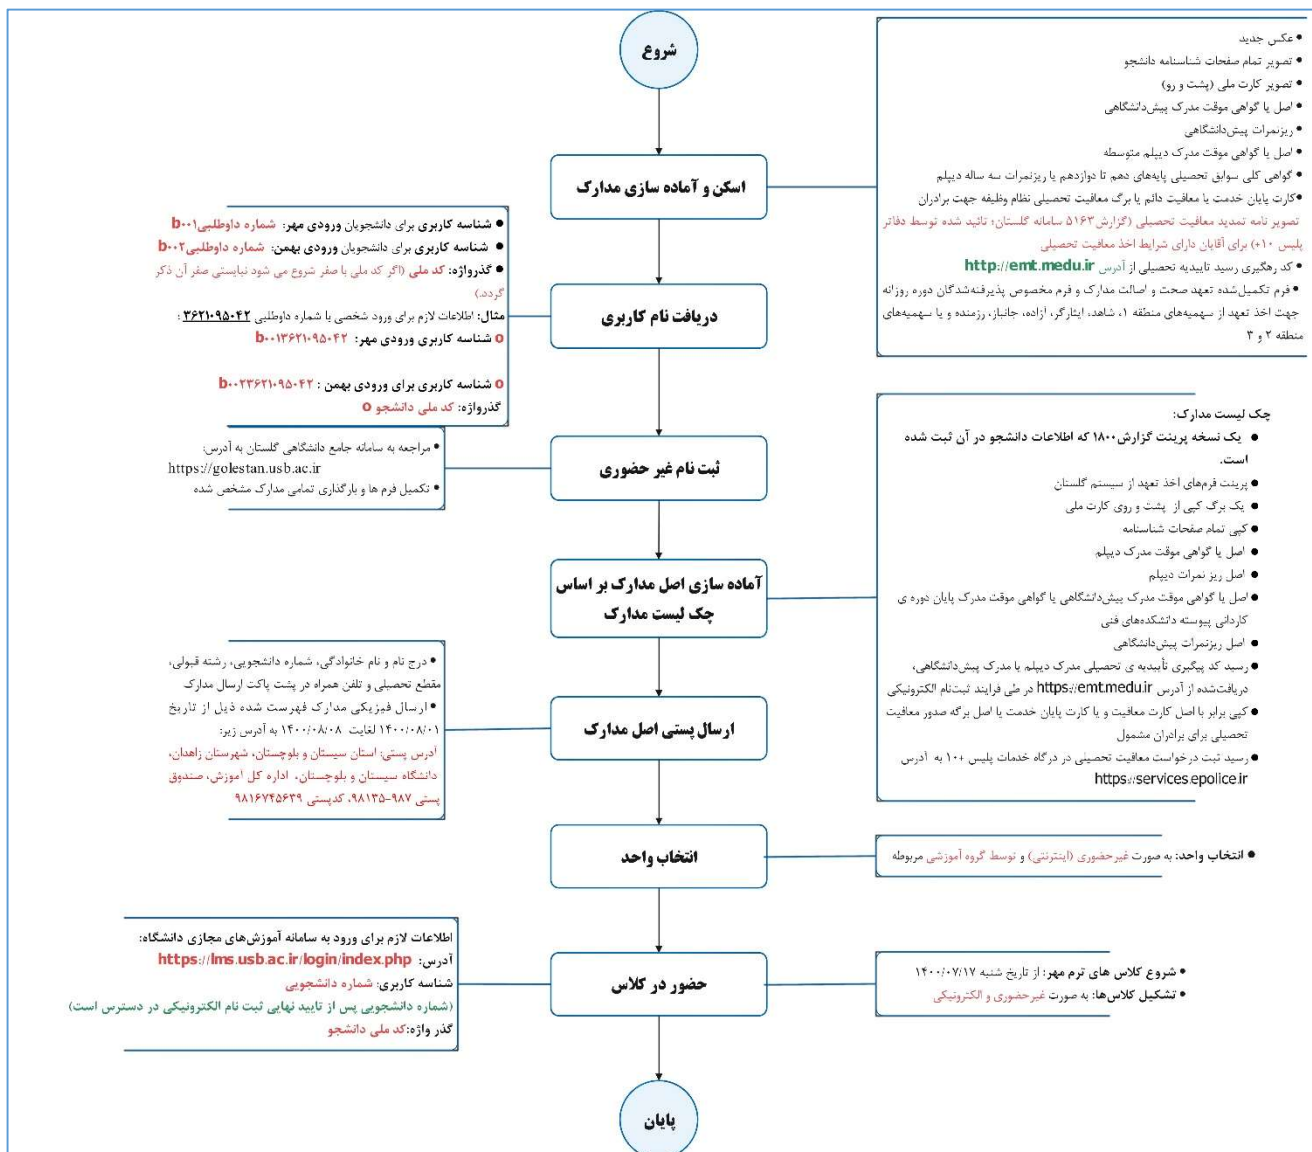 شروع
اسکن و آماده سازی مدارک
• عکس جدید
• تصویر تمام صفحات شناسنامه دانشجو
• تصویر کارت ملی (پشت و رو)
• اصل یا گواهی موقت مدرک پیش‌دانشگاهی
• ریزنمرات پیش‌دانشگاهی
• اصل یا گواهی موقت مدرک دیپلم متوسطه
• گواهی کلی سوابق تحصیلی پایه‌های دهم تا دوازدهم یا ریزنمرات سه ساله دیپلم
• کارت پایان خدمت یا معافیت دائم یا برگ معافیت تحصیلی نظام وظیفه جهت برادران
تصویر نامه تمدید معافیت تحصیلی (گزارش ۵۱۶۳ سامانه گلستان؛ تائید شده توسط دفاتر
پلیس ۱۰+) برای آقایان دارای شرایط اخذ معافیت تحصیلی
• کد رهگیری رسید تاییدیه تحصیلی از آدرس http://emt.medu.ir
• فرم تکمیل‌شده تعهد صحت و اصالت مدارک و فرم مخصوص پذیرفته‌شدگان دوره روزانه
جهت اخذ تعهد از سهمیه‌های منطقه ۱، شاهد، ایثارگر، آزاده، جانباز، رزمنده و یا سهمیه‌های
منطقه ۲ و ۳
دریافت نام کاربری
● شناسه کاربری برای دانشجویان ورودی مهر: شماره داوطلبی b۰۰۱
● شناسه کاربری برای دانشجویان ورودی بهمن: شماره داوطلبی b۰۰۲
● گذرواژه: کد ملی (اگر کد ملی با صفر شروع می شود نبایستی صفر آن ذکر
گردد.)
مثال: اطلاعات لازم برای ورود شخصی با شماره داوطلبی ۳۶۲۱۰۹۵۰۴۲ :
o شناسه کاربری ورودی مهر: b۰۰۱۳۶۲۱۰۹۵۰۴۲
o شناسه کاربری برای ورودی بهمن : b۰۰۲۳۶۲۱۰۹۵۰۴۲
گذرواژه: کد ملی دانشجو o
ثبت نام غیر حضوری
• مراجعه به سامانه جامع دانشگاهی گلستان به آدرس:
https://golestan.usb.ac.ir
• تکمیل فرم ها و بارگذاری تمامی مدارک مشخص شده
آماده سازی اصل مدارک بر اساس
چک لیست مدارک
چک لیست مدارک:
● یک نسخه پرینت گزارش۱۸۰۰ که اطلاعات دانشجو در آن ثبت شده
است.
● پرینت فرم‌های اخذ تعهد از سیستم گلستان
● یک برگ کپی از پشت و روی کارت ملی
● کپی تمام صفحات شناسنامه
● اصل یا گواهی موقت مدرک دیپلم
● اصل ریز نمرات دیپلم
● اصل یا گواهی موقت مدرک پیش‌دانشگاهی یا گواهی موقت مدرک پایان دوره ی
کاردانی پیوسته دانشکده‌های فنی
● اصل ریزنمرات پیش‌دانشگاهی
● رسید کد پیگیری تأییدیه ی تحصیلی مدرک دیپلم یا مدرک پیش‌دانشگاهی،
دریافت‌شده از آدرس https://emt.medu.ir در طی فرایند ثبت‌نام الکترونیکی
● کپی برابر با اصل کارت معافیت و یا کارت پایان خدمت یا اصل برگه صدور معافیت
تحصیلی برای برادران مشمول
● رسید ثبت درخواست معافیت تحصیلی در درگاه خدمات پلیس +۱۰ به آدرس
https://services.epolice.ir
ارسال پستی اصل مدارک
• درج نام و نام خانوادگی، شماره دانشجویی، رشته قبولی،
مقطع تحصیلی و تلفن همراه در پشت پاکت ارسال مدارک
• ارسال فیزیکی مدارک فهرست شده ذیل از تاریخ
۱۴۰۰/۰۸/۰۱ لغایت ۱۴۰۰/۰۸/۰۸ به آدرس زیر:
آدرس پستی: استان سیستان و بلوچستان، شهرستان زاهدان،
دانشگاه سیستان و بلوچستان، اداره کل آموزش، صندوق
پستی ۹۸۷-۹۸۱۳۵، کدپستی ۹۸۱۶۷۴۵۶۳۹
انتخاب واحد
● انتخاب واحد: به صورت غیرحضوری (اینترنتی) و توسط گروه آموزشی مربوطه
حضور در کلاس
• شروع کلاس های ترم مهر: از تاریخ شنبه ۱۴۰۰/۰۷/۱۷
• تشکیل کلاس‌ها: به صورت غیرحضوری و الکترونیکی
اطلاعات لازم برای ورود به سامانه آموزش‌های مجازی دانشگاه:
آدرس: https://lms.usb.ac.ir/login/index.php
شناسه کاربری: شماره دانشجویی
(شماره دانشجویی پس از تایید نهایی ثبت نام الکترونیکی در دسترس است)
گذر واژه:کد ملی دانشجو
پایان